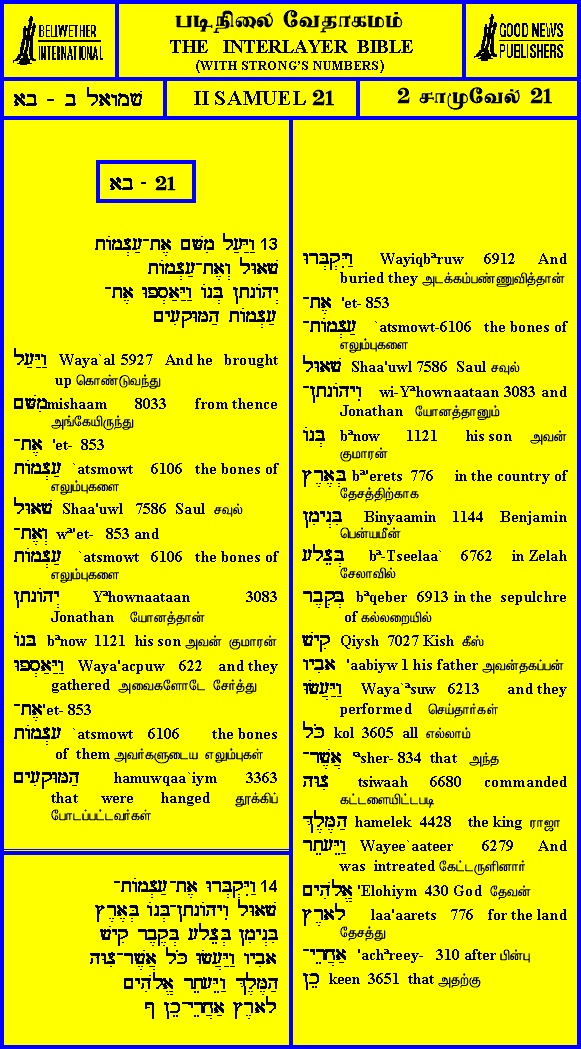 BELLWETHER
INTERNATIONAL
படிநிலை வேதாகமம்
THE INTERLAYER BIBLE
(WITH STRONG'S NUMBERS)
GOOD NEWS
PUBLISHERS
שמואל ב - בא
II SAMUEL 21
2 சாமுவேல் 21
בא - 21
13 וַיַּעַל מִשָּׁם אֶת־עַצְמוֹת
שָׁאוּל וְאֶת־עַצְמוֹת
יְהוֹנָתָן בְּנוֹ וַיַּאַסְפוּ אֶת־
עַצְמוֹת הַמּוּקָעִים
וַיַּעַל Waya`al 5927 And he brought
up கொண்டுவந்து
מִשָּׁם mishaam 8033 from thence
அங்கேயிருந்து
אֶת־ 'et- 853
עַצְמוֹת `atsmowt 6106 the bones of
எலும்புகளை
שָׁאוּל Shaa'uwl 7586 Saul சவுல்
וְאֶת־ wª'et- 853 and
עַצְמוֹת `atsmowt 6106 the bones of
எலும்புகளை
יְהוֹנָתָן Yªhownaataan 3083
Jonathan யோனத்தான்
בְּנוֹ bªnow 1121 his son அவன் குமாரன்
וַיַּאַסְפוּ Waya'acpuw 622 and they
gathered அவைகளோடே சேர்த்து
אֶת־ 'et- 853
עַצְמוֹת `atsmowt 6106 the bones
of them அவர்களுடைய எலும்புகள்
הַמּוּקָעִים hamuwqaa`iym 3363
that were hanged தூக்கிப்
போடப்பட்டவர்கள்
14 וַיִּקְבְּרוּ אֶת־עַצְמוֹת־
שָׁאוּל וִיהוֹנָתָן־בְּנוֹ בְּאֶרֶץ
בִּנְיָמִן בְּצֵלָע בְּקֶבֶר קִישׁ
אָבִיו וַיַּעֲשׂוּ כֹּל אֲשֶׁר־צִוָּה
הַמֶּלֶךְ וַיֵּעָתֵר אֱלֹהִים
לָאָרֶץ אַחֲרֵי־כֵן ף
וַיִּקְבְּרוּ Wayiqbªruw 6912 And
buried they அடக்கம்பண்ணுவித்தான்
אֶת־ 'et- 853
עַצְמוֹת־ `atsmowt-6106 the bones of
எலும்புகளை
שָׁאוּל Shaa'uwl 7586 Saul சவுல்
וִיהוֹנָתָן־ wi-Yªhownaataan 3083 and
Jonathan யோனத்தானும்
בְּנוֹ bªnow 1121 his son அவன்
குமாரன்
בְּאֶרֶץ bª'erets 776 in the country of
தேசத்திற்காக
בִּנְיָמִן Binyaamin 1144 Benjamin
பென்யமீன்
בְּצֵלָע bª-Tseelaa` 6762 in Zelah
சேலாவில்
בְּקֶבֶר bªqeber 6913 in the sepulchre
of கல்லறையில்
קִישׁ Qiysh 7027 Kish கீஸ்
אָבִיו 'aabiyw 1 his father அவன்தகப்பன்
וַיַּעֲשׂוּ Waya`ªsuw 6213 and they
performed செய்தார்கள்
כֹּל kol 3605 all எல்லாம்
אֲשֶׁר־ ªsher- 834 that அந்த
צִוָּה tsiwaah 6680 commanded
கட்டளையிட்டபடி
הַמֶּלֶךְ hamelek 4428 the king ராஜா
וַיֵּעָתֵר Wayee`aateer 6279 And
was intreated கேட்டருளினார்
אֱלֹהִים 'Elohiym 430 God தேவன்
לָאָרֶץ laa'aarets 776 for the land
தேசத்து
אַחֲרֵי־ 'achªreey- 310 after பின்பு
כֵן keen 3651 that அதற்கு